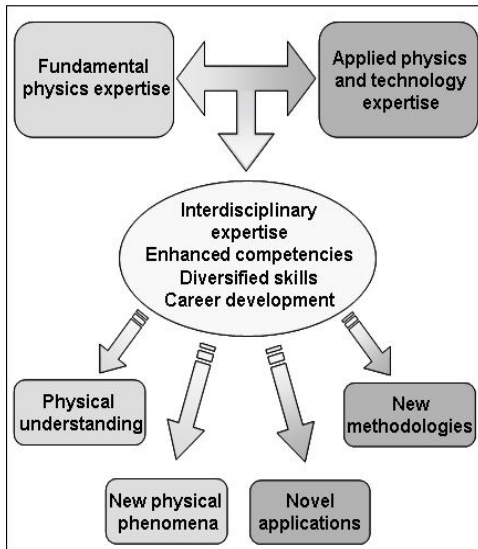 Fundamental
physics expertise
Applied physics
and technology
expertise
Interdisciplinary
expertise
Enhanced competencies
Diversified skills
Career development
Physical
understanding
New physical
phenomena
Novel
applications
New
methodologies